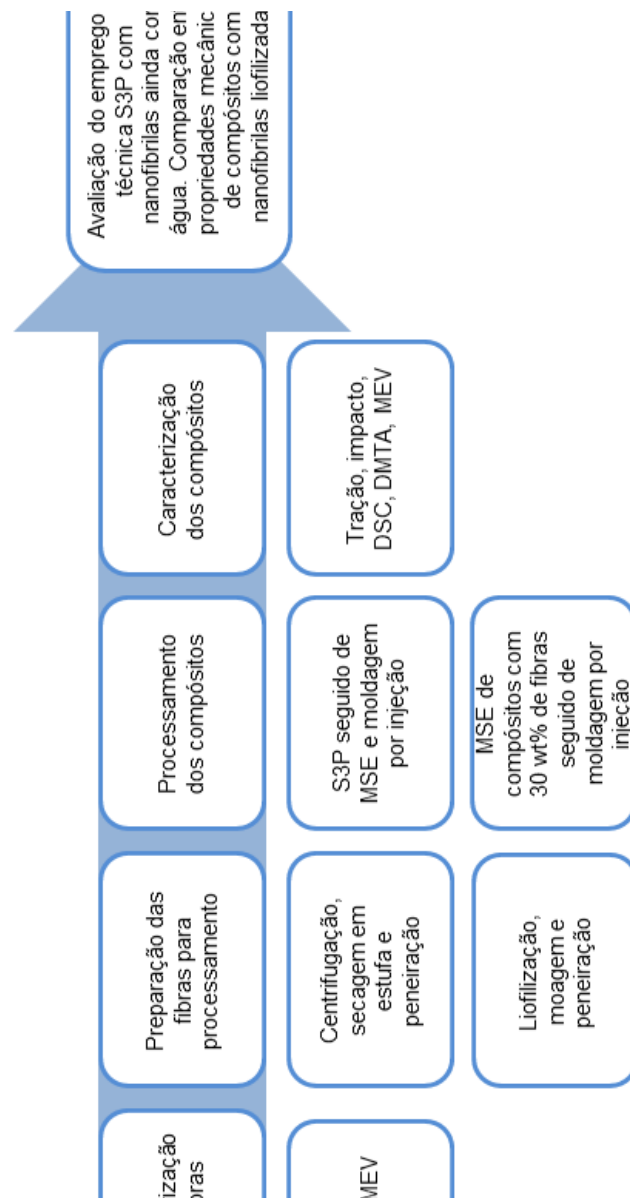 ização
bras
Preparação das
fibras para
processamento
Processamento
dos compósitos
Caracterização
dos compósitos
Avaliação do emprego
técnica S3P com
nanofibrilas ainda
água. Comparação
propriedades mecânic
de compósitos com
nanofibrilas liofilizada
MEV
Centrifugação,
secagem em
estufa e
peneiração
S3P seguido de
MSE e moldagem
por injeção
Tração, impacto,
DSC, DMTA, MEV
Liofilização,
moagem e
peneiração
MSE de
compósitos com
30 wt% de fibras
seguido de
moldagem por
injeção